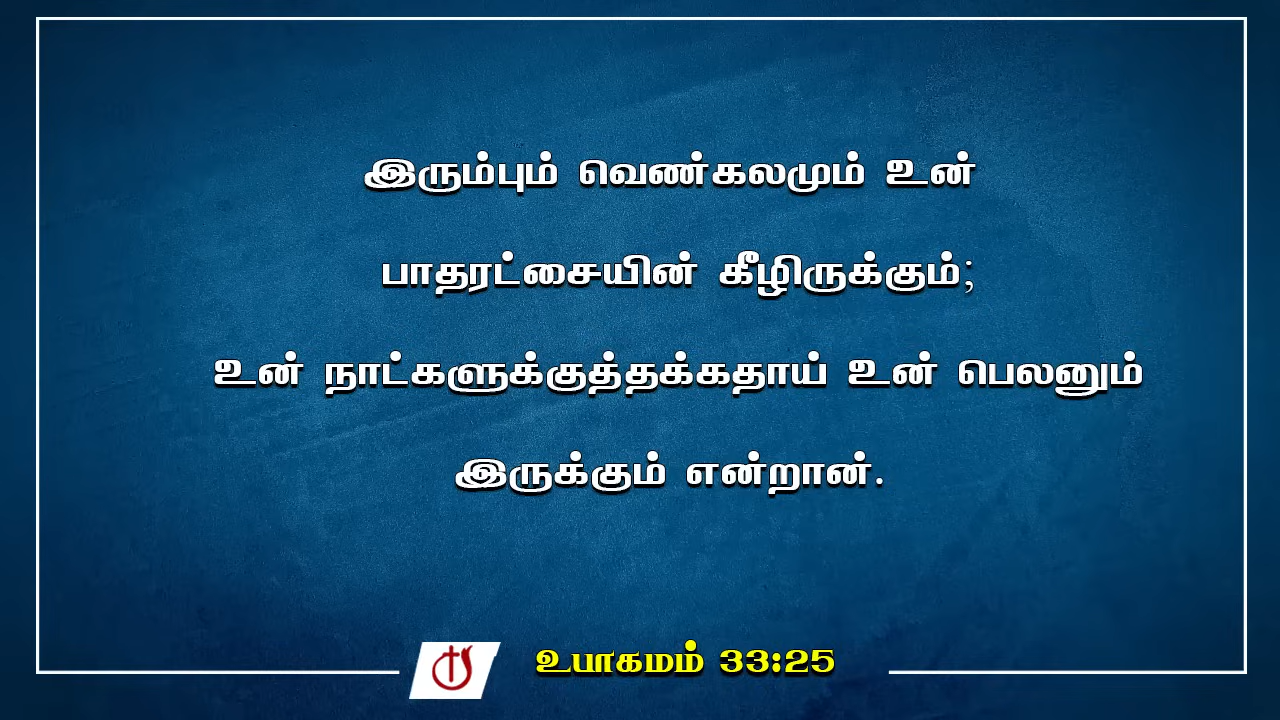 இரும்பும் வெண்கலமும் உன்
பாதரட்சையின் கீழிருக்கும்;
உன் நாட்களுக்குத்தக்கதாய் உன் பெலனும்
இருக்கும் என்றான்.
உபாகமம் 33:25